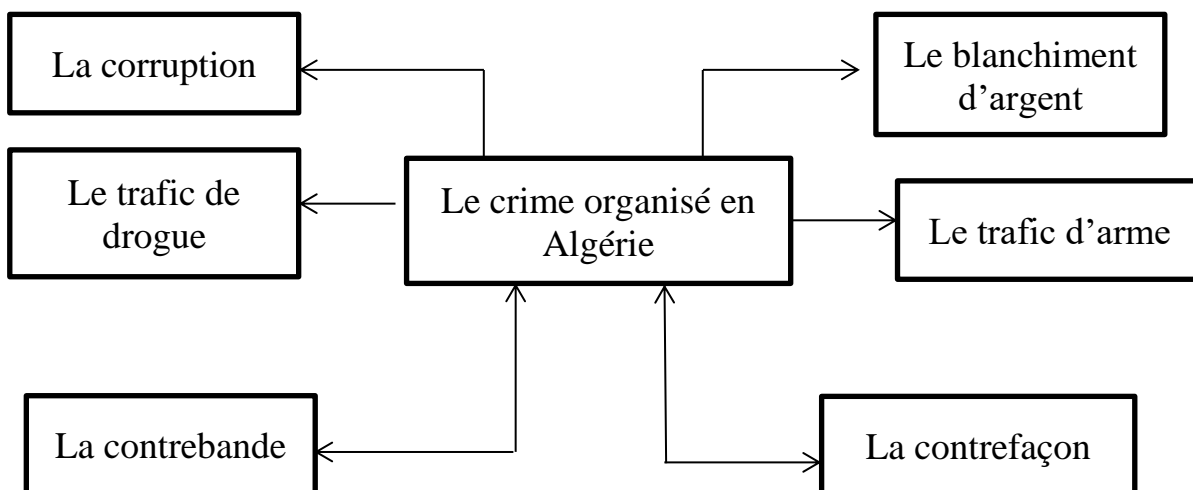 La corruption
Le blanchiment
d’argent
Le trafic de
drogue
Le crime organisé en
Algérie
Le trafic d’arme
La contrebande
La contrefaçon